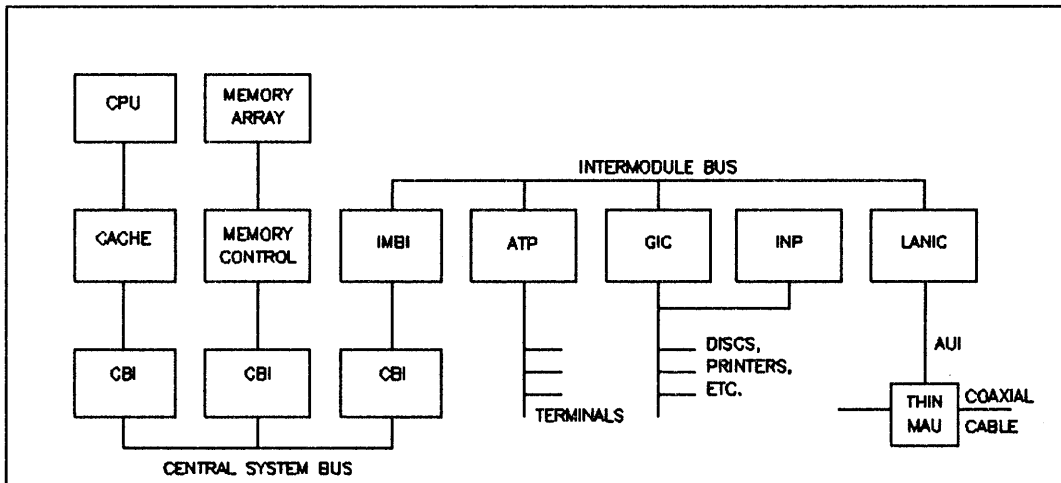 CPU
MEMORY
ARRAY
INTERMODULE BUS
CACHE
MEMORY
CONTROL
IMBI
ATP
GIC
INP
LANIC
CBI
CBI
CBI
TERMINALS
DISCS,
PRINTERS,
ETC.
AUI
THIN
MAU
COAXIAL
CABLE
CENTRAL SYSTEM BUS